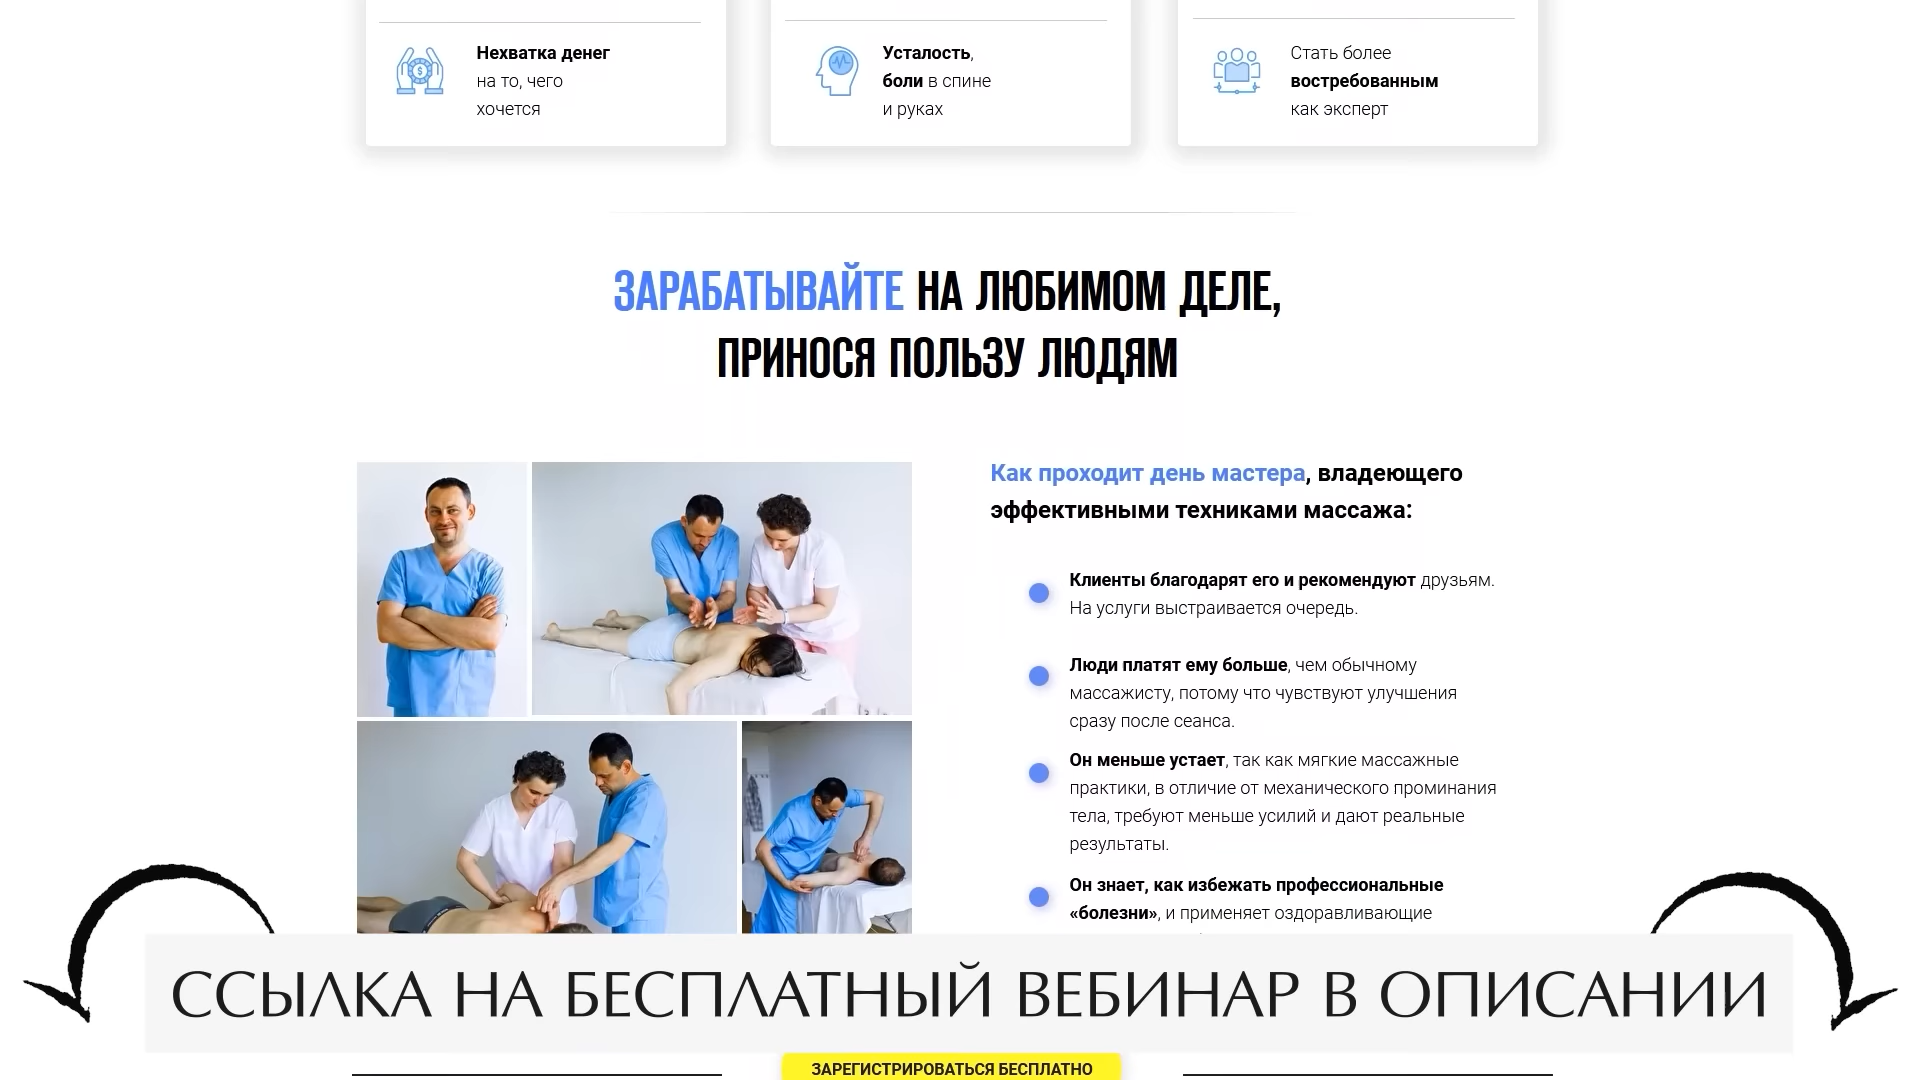 Нехватка денег
на то, чего
хочется
Усталость,
боли в спине
и руках
Стать более
востребованным
как эксперт
ЗАРАБАТЫВАЙТЕ НА ЛЮБИМОМ ДЕЛЕ,
ПРИНОСЯ ПОЛЬЗУ ЛЮДЯМ
Как проходит день мастера, владеющего
эффективными техниками массажа:
Клиенты благодарят его и рекомендуют друзьям.
На услуги выстраивается очередь.
Люди платят ему больше, чем обычному
массажисту, потому что чувствуют улучшения
сразу после сеанса.
Он меньше устает, так как мягкие массажные
практики, в отличие от механического проминания
тела, требуют меньше усилий и дают реальные
результаты.
Он знает, как избежать профессиональные
«болезни», и применяет оздоравливающие
ССЫЛКА НА БЕСПЛАТНЫЙ ВЕБИНАР В ОПИСАНИИ
ЗАРЕГИСТРИРОВАТЬСЯ БЕСПЛАТНО